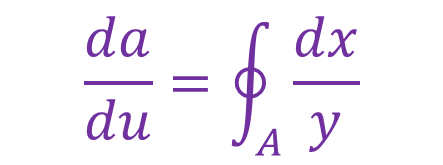 da/du = ∮_A dx/y